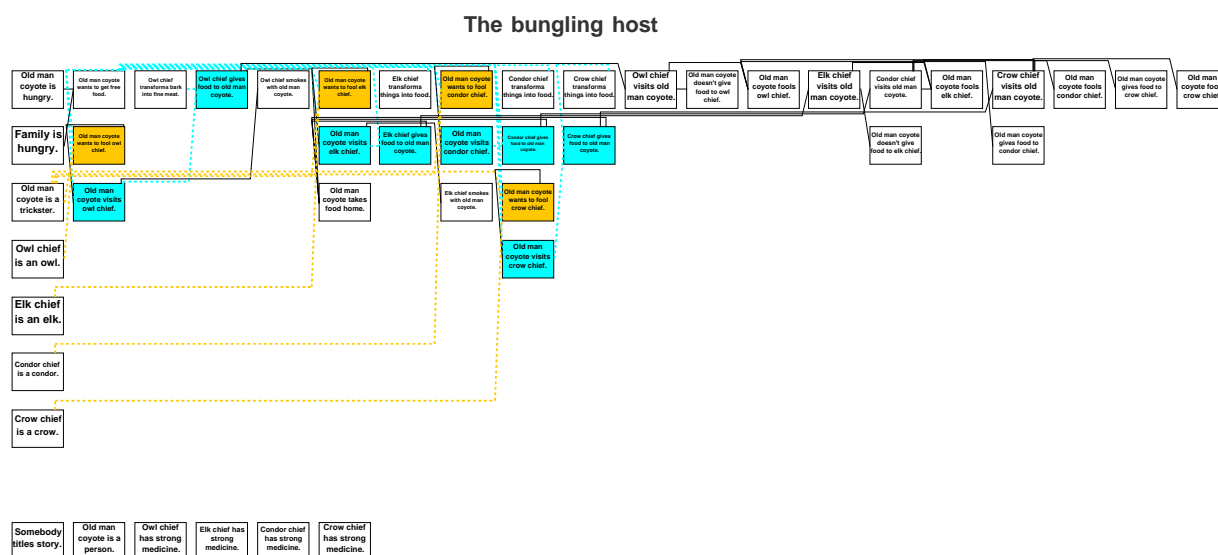 The bungling host
Old man
coyote is
hungry.
Old man coyote
wants to get free
food.
Owl chief
transforms bark
into fine meat.
Owl chief gives
food to old man
coyote.
Owl chief smokes
with old man
coyote.
Old man coyote
wants to fool elk
chief.
Elk chief
transforms
things into food.
Old man coyote
wants to fool
condor chief.
Condor chief
transforms
things into food.
Crow chief
transforms
things into food.
Owl chief
visits old
man coyote.
Old man coyote
doesn't give
food to owl
chief.
Old man
coyote fools
owl chief.
Elk chief
visits old
man coyote.
Condor chief
visits old man
coyote.
Old man
coyote fools
elk chief.
Crow chief
visits old
man coyote.
Old man
coyote fools
condor chief.
Old man coyote
gives food to
crow chief.
Old man
coyote foo
crow chie
Family is
hungry.
Old man coyote
wants to fool owl
chief.
Old man
coyote visits
elk chief.
Elk chief gives
food to old man
coyote.
Old man
coyote visits
condor chief.
Condor chief gives
food to old man
coyote.
Crow chief gives
food to old man
coyote.
Old man coyote
doesn't give
food to elk chief.
Old man coyote
gives food to
condor chief.
Old man
coyote is a
trickster.
Old man
coyote visits
owl chief.
Old man
coyote takes
food home.
Elk chief smokes
with old man
coyote.
Old man coyote
wants to fool
crow chief.
Owl chief
is an owl.
Old man
coyote visits
crow chief.
Elk chief
is an elk.
Condor chief
is a condor.
Crow chief
is a crow.
Somebody
titles story.
Old man
coyote is a
person.
Owl chief
has strong
medicine.
Elk chief has
strong
medicine.
Condor chief
has strong
medicine.
Crow chief
has strong
medicine.